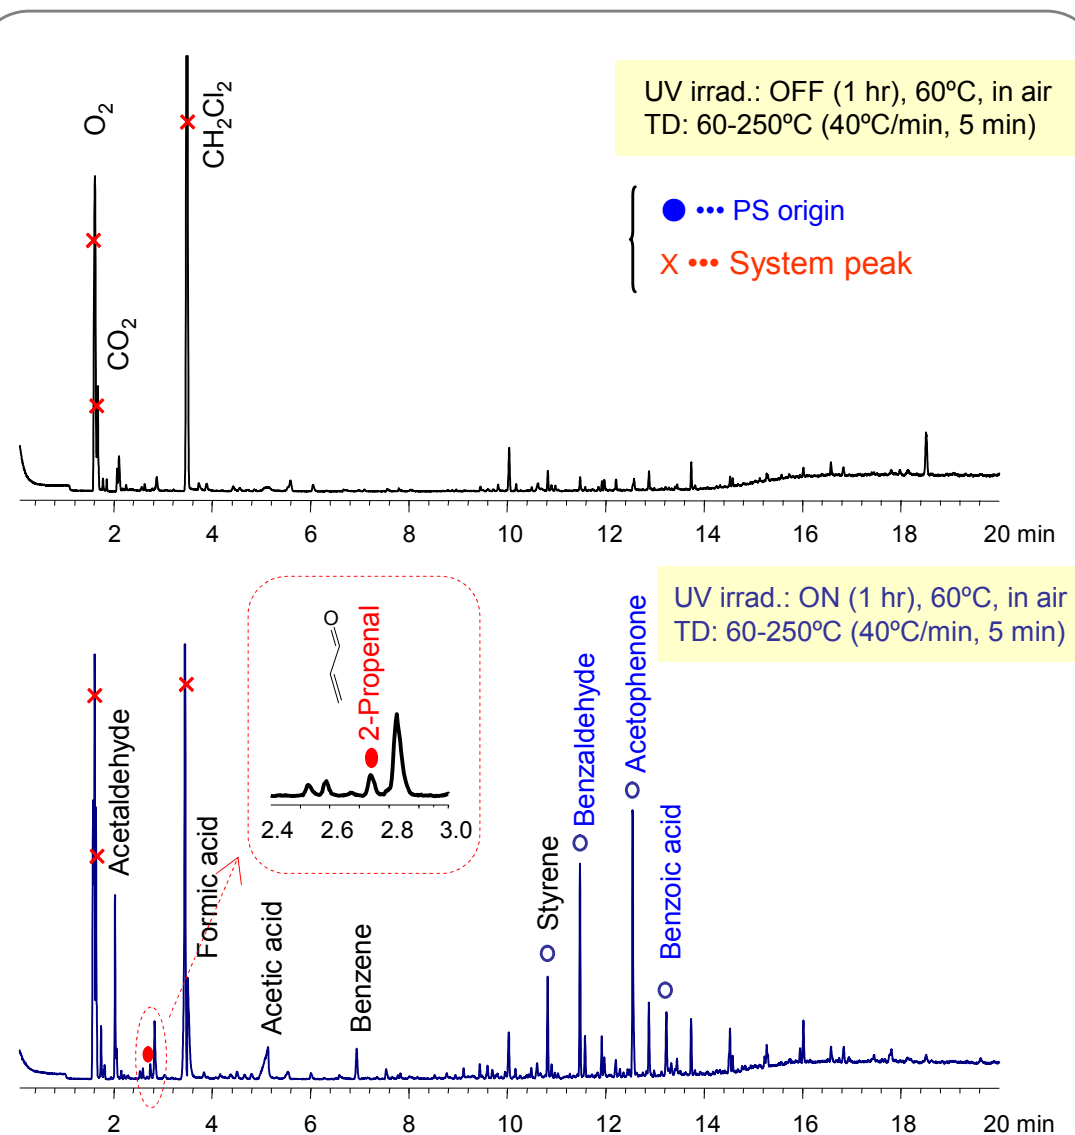 UV irrad.: OFF (1 hr), 60ºC, in air
TD: 60-250ºC (40ºC/min, 5 min)
O2
CO2
CH2Cl2
••• PS origin
X ••• System peak
2 4 6 8 10 12 14 16 18 20 min
UV irrad.: ON (1 hr), 60ºC, in air
TD: 60-250ºC (40ºC/min, 5 min)
O
2-Propenal
2.4 2.6 2.8 3.0
Acetaldehyde
Formic acid
Acetic acid
Benzene
Styrene
Benzaldehyde
Acetophenone
Benzoic acid
2 4 6 8 10 12 14 16 18 20 min